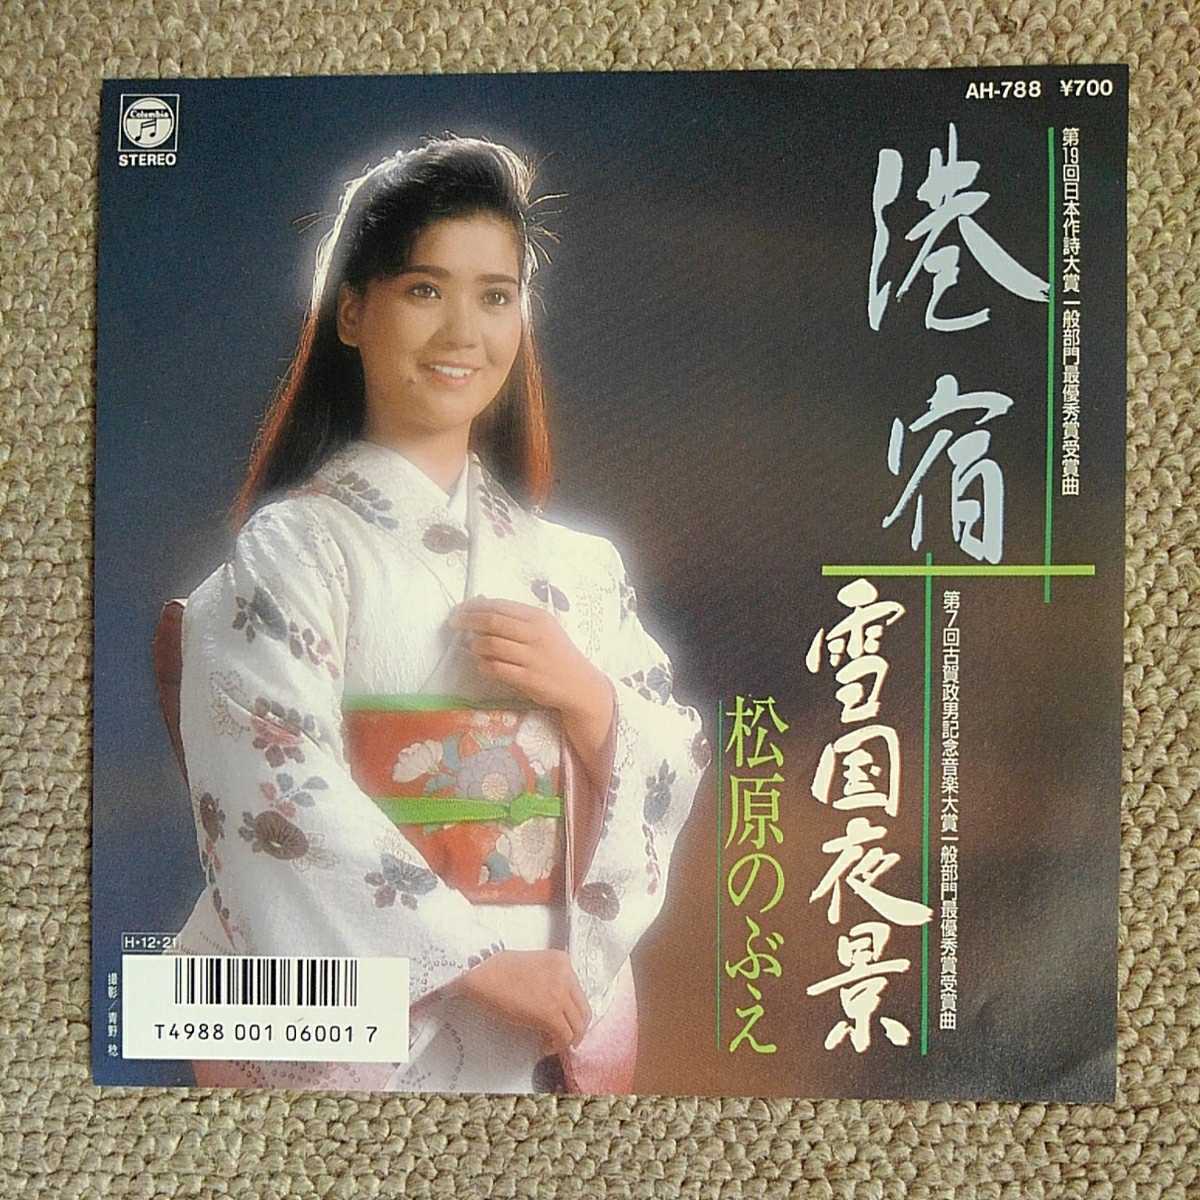 Columbia
STEREO
AH-788 ¥700
第19回日本作詩大賞 一般部門最優秀賞受賞曲
港宿
第7回古賀政男記念音楽大賞一般部門最優秀賞受賞曲
雪国夜景
松原のぶえ
H・12・21
撮影／青野 稔
T4988 001 06001 7